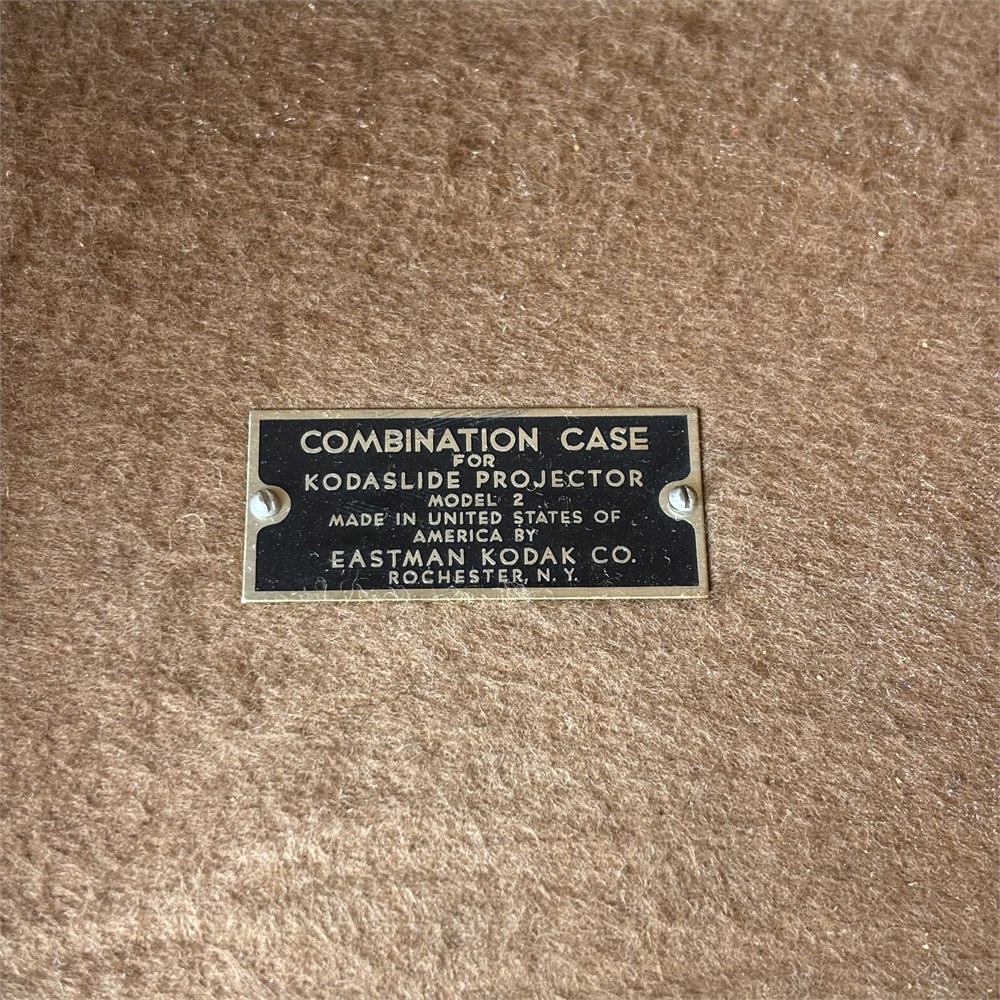 COMBINATION CASE
FOR
KODASLIDE PROJECTOR
MODEL 2
MADE IN UNITED STATES OF
AMERICA BY
EASTMAN KODAK CO.
ROCHESTER, N. Y.